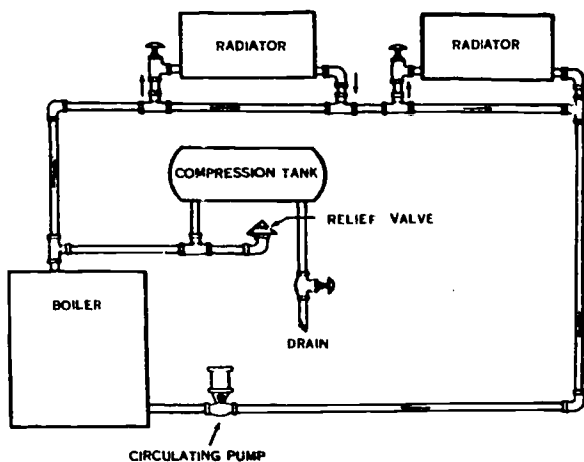 RADIATOR
RADIATOR
COMPRESSION TANK
RELIEF VALVE
BOILER
DRAIN
CIRCULATING PUMP